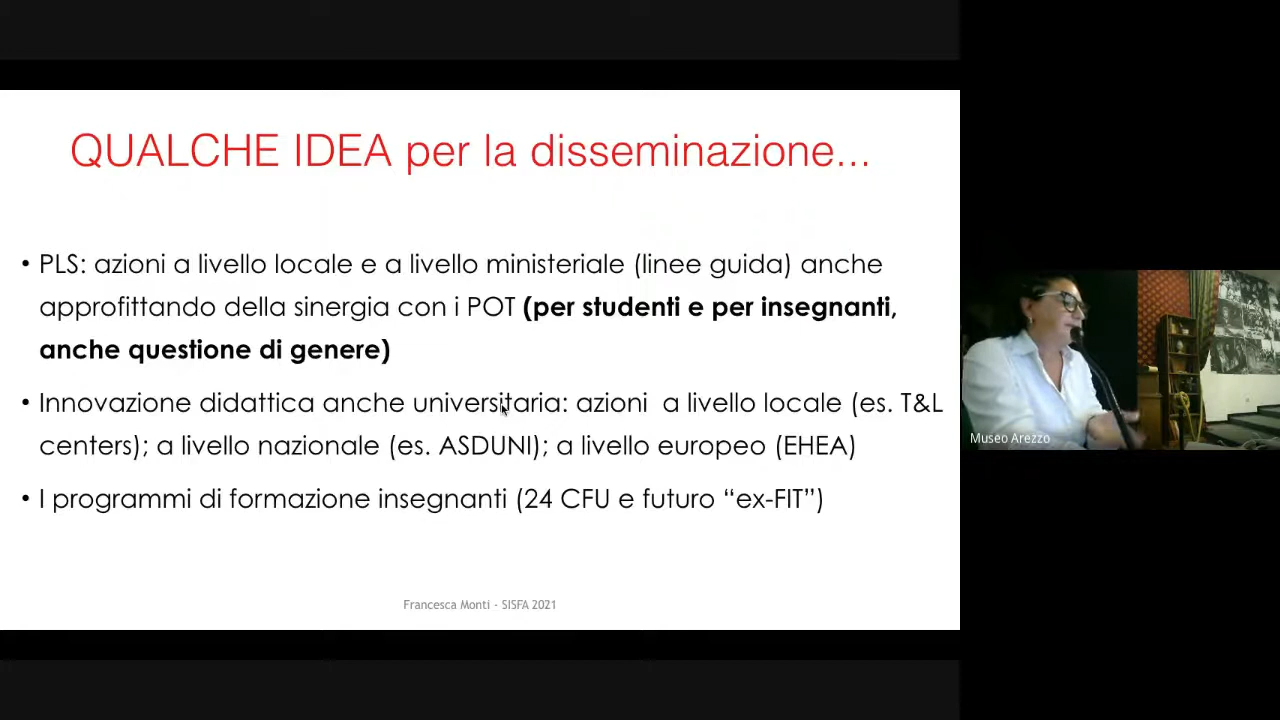 QUALCHE IDEA per la disseminazione...
• PLS: azioni a livello locale e a livello ministeriale (linee guida) anche
approfittando della sinergia con i POT (per studenti e per insegnanti,
anche questione di genere)
• Innovazione didattica anche universitaria: azioni  a livello locale (es. T&L
centers); a livello nazionale (es. ASDUNI); a livello europeo (EHEA)
• I programmi di formazione insegnanti (24 CFU e futuro “ex-FIT”)
Francesca Monti - SISFA 2021
Museo Arezzo